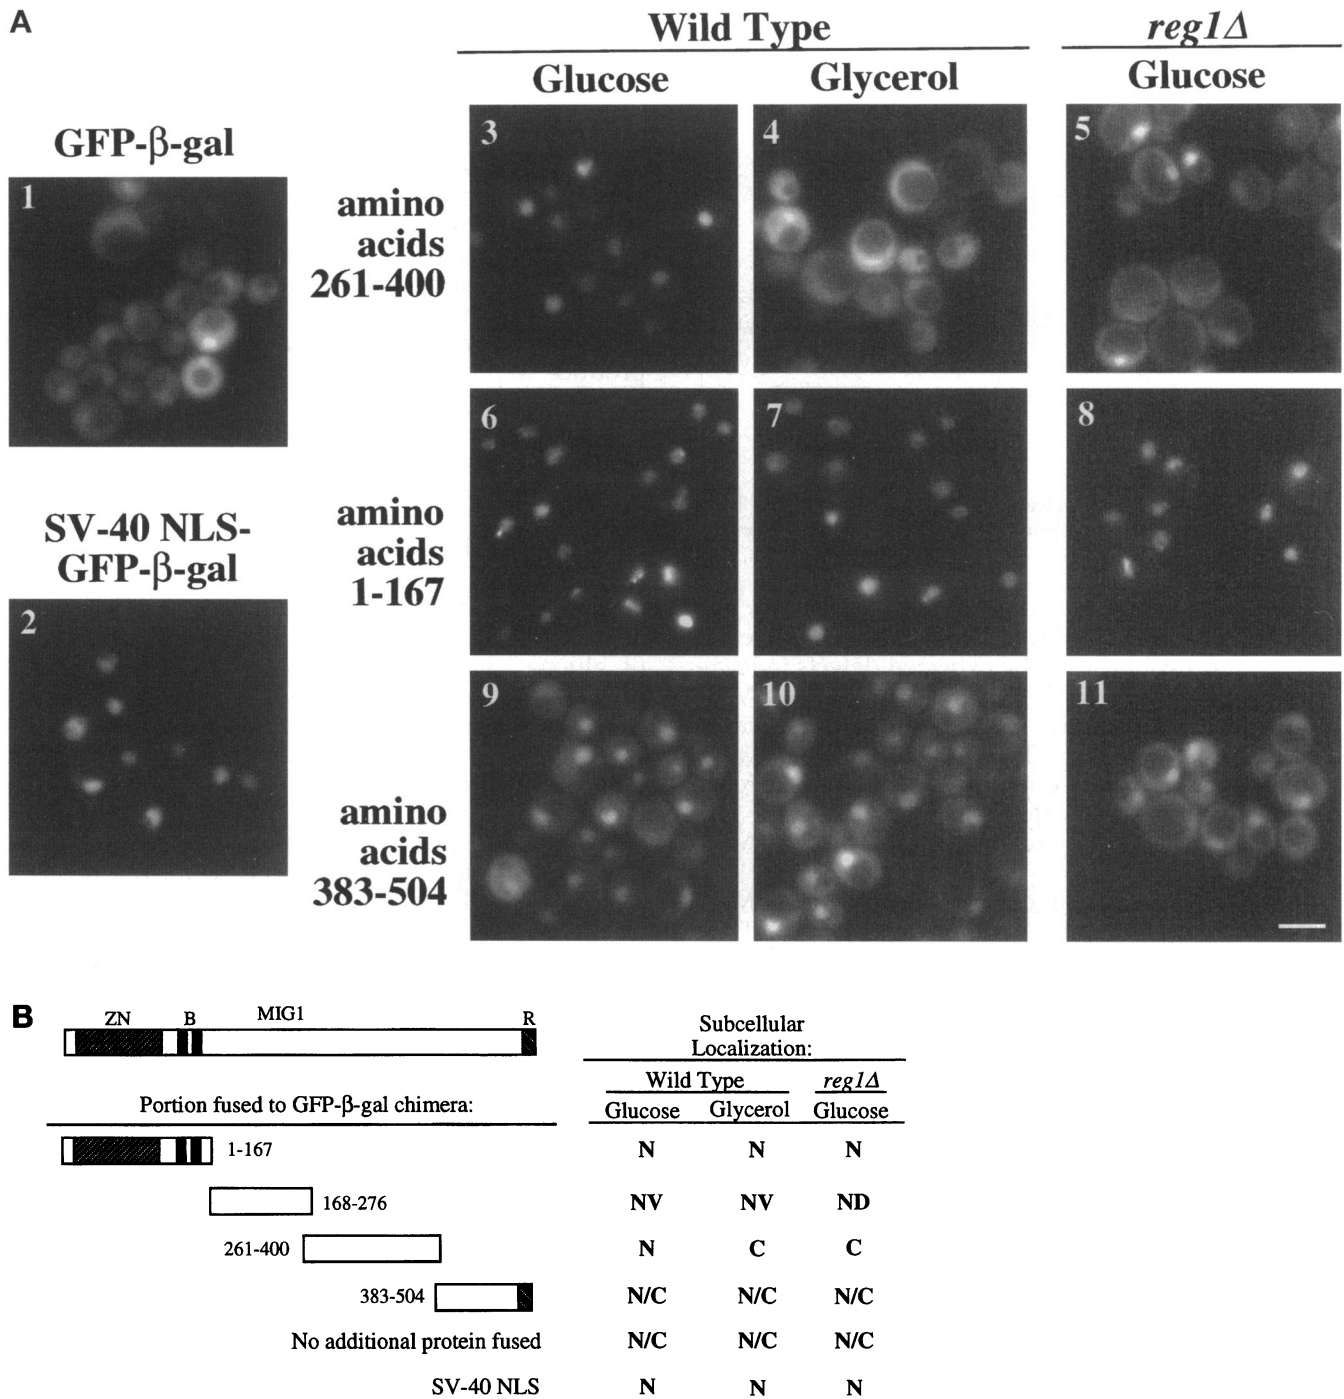 A
Wild Type
reg1Δ
Glucose
Glycerol
Glucose
GFP-β-gal
1
SV-40 NLS-
GFP-β-gal
2
amino
acids
261-400
3
4
5
amino
acids
1-167
6
7
8
amino
acids
383-504
9
10
11
B
ZN
B
MIG1
R
Subcellular
Localization:
Wild Type
reg1Δ
Portion fused to GFP-β-gal chimera:
Glucose
Glycerol
Glucose
1-167
N
N
N
168-276
NV
NV
ND
261-400
N
C
C
383-504
N/C
N/C
N/C
No additional protein fused
N/C
N/C
N/C
SV-40 NLS
N
N
N